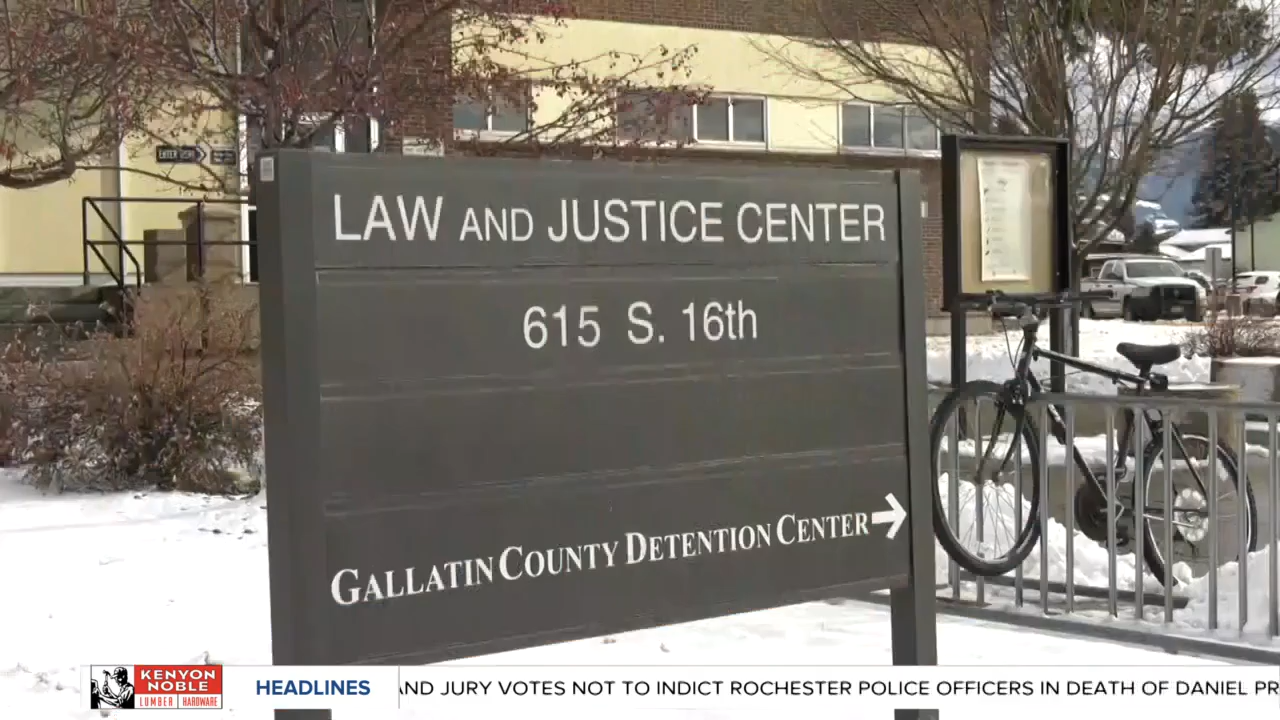 ENTER
LAW AND JUSTICE CENTER
615 S. 16th
GALLATIN COUNTY DETENTION CENTER
KENYON
NOBLE
LUMBER HARDWARE
HEADLINES
AND JURY VOTES NOT TO INDICT ROCHESTER POLICE OFFICERS IN DEATH OF DANIEL PR